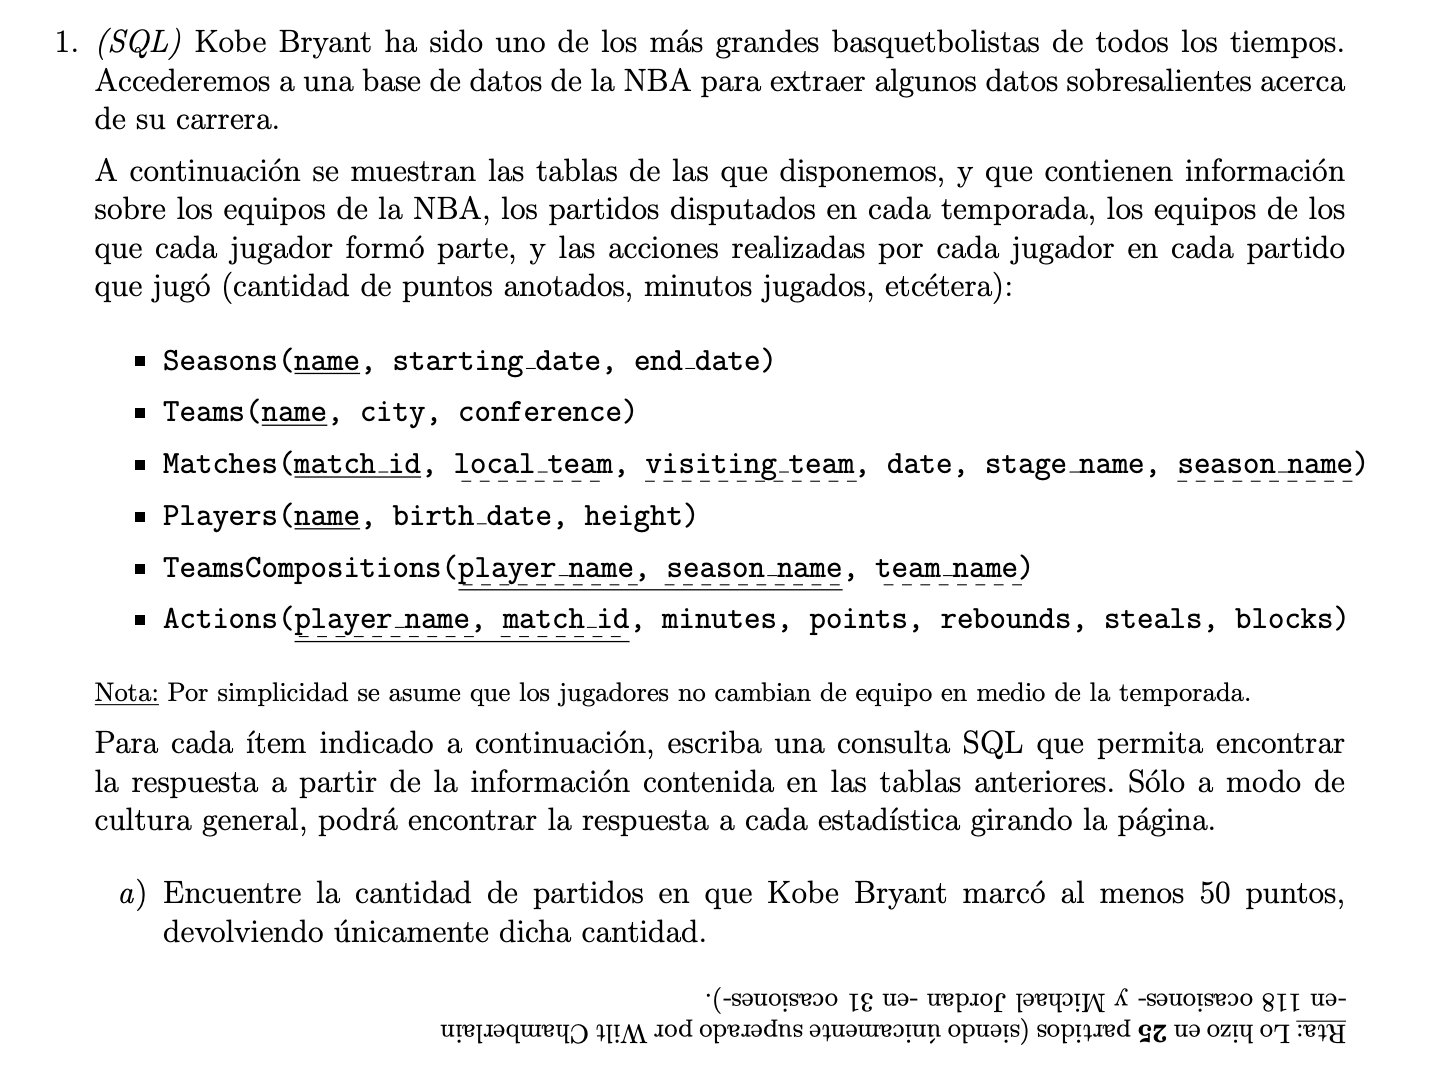 1. (SQL) Kobe Bryant ha sido uno de los más grandes basquetbolistas de todos los tiempos.
Accederemos a una base de datos de la NBA para extraer algunos datos sobresalientes acerca
de su carrera.
A continuación se muestran las tablas de las que disponemos, y que contienen información
sobre los equipos de la NBA, los partidos disputados en cada temporada, los equipos de los
que cada jugador formó parte, y las acciones realizadas por cada jugador en cada partido
que jugó (cantidad de puntos anotados, minutos jugados, etcétera):
▪ Seasons(name, starting_date, end_date)
▪ Teams(name, city, conference)
▪ Matches(match_id, local_team, visiting_team, date, stage_name, season_name)
▪ Players(name, birth_date, height)
▪ TeamsCompositions(player_name, season_name, team_name)
▪ Actions(player_name, match_id, minutes, points, rebounds, steals, blocks)
Nota: Por simplicidad se asume que los jugadores no cambian de equipo en medio de la temporada.
Para cada ítem indicado a continuación, escriba una consulta SQL que permita encontrar
la respuesta a partir de la información contenida en las tablas anteriores. Sólo a modo de
cultura general, podrá encontrar la respuesta a cada estadística girando la página.
a) Encuentre la cantidad de partidos en que Kobe Bryant marcó al menos 50 puntos,
devolviendo únicamente dicha cantidad.
Rta: Lo hizo en 25 partidos (siendo únicamente superado por Wilt Chamberlain
-en 118 ocasiones- y Michael Jordan -en 31 ocasiones-).